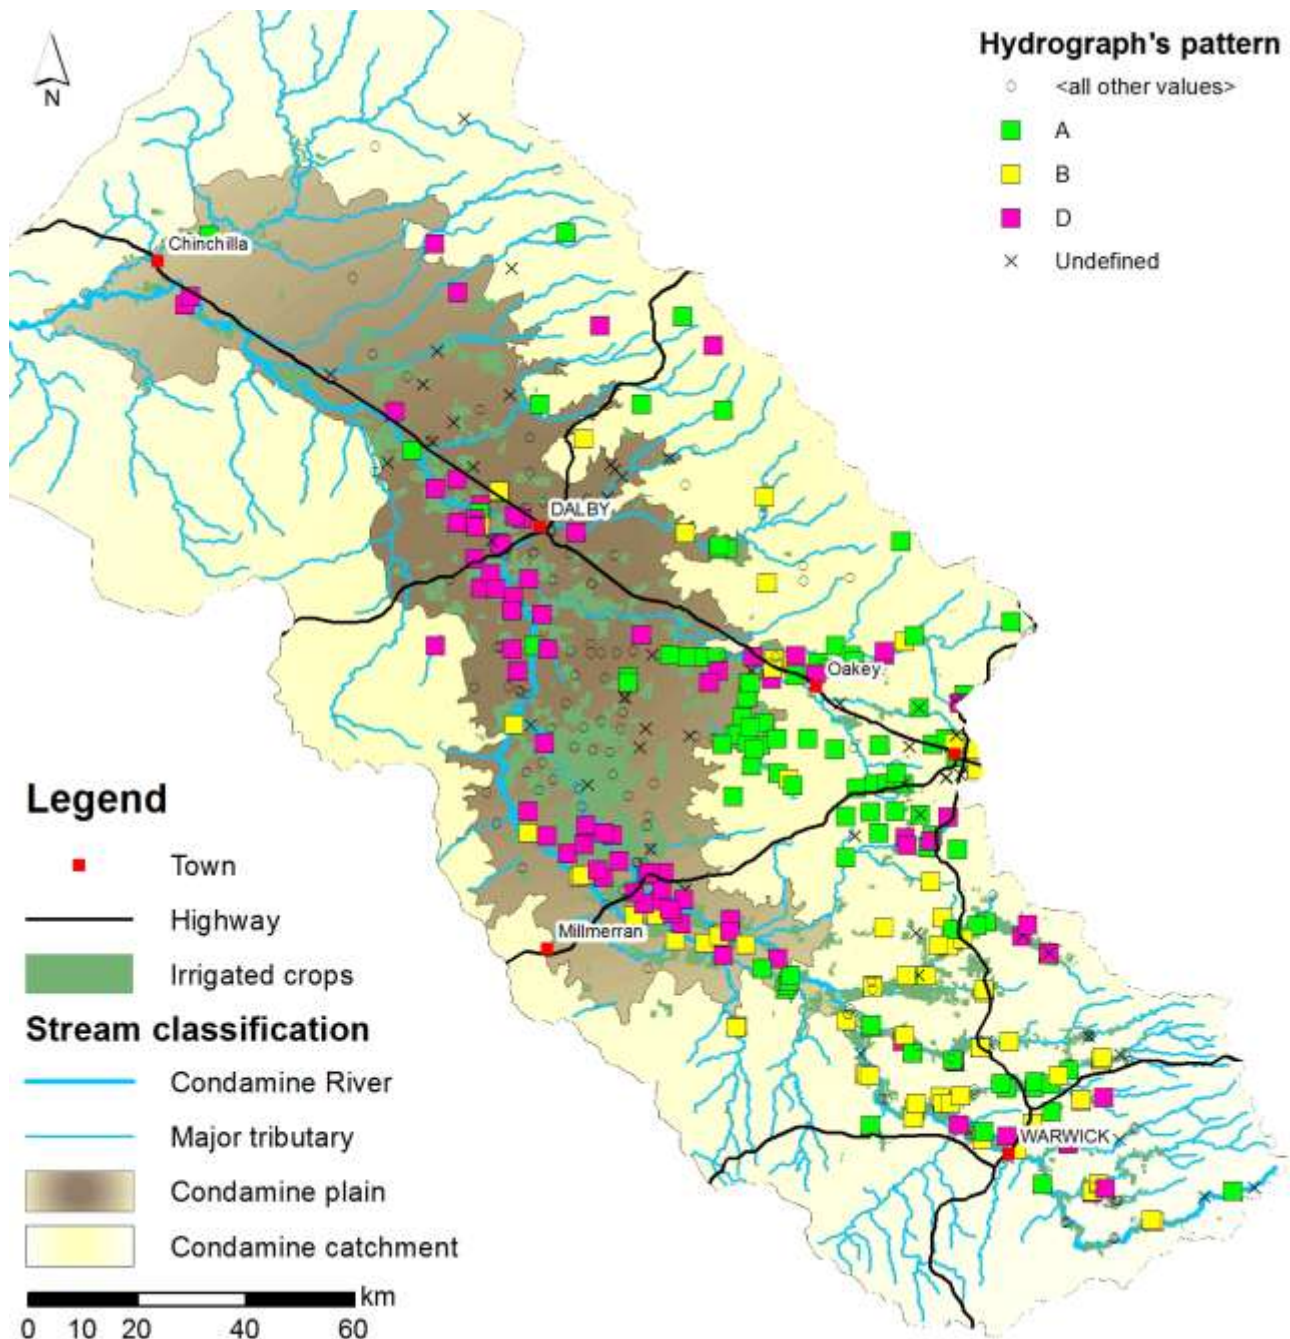 Hydrograph's pattern
<all other values>
A
B
D
Undefined
N
Chinchilla
DALBY
Oakey
Millmerran
WARWICK
Legend
Town
Highway
Irrigated crops
Stream classification
Condamine River
Major tributary
Condamine plain
Condamine catchment
km
0 10 20 40 60